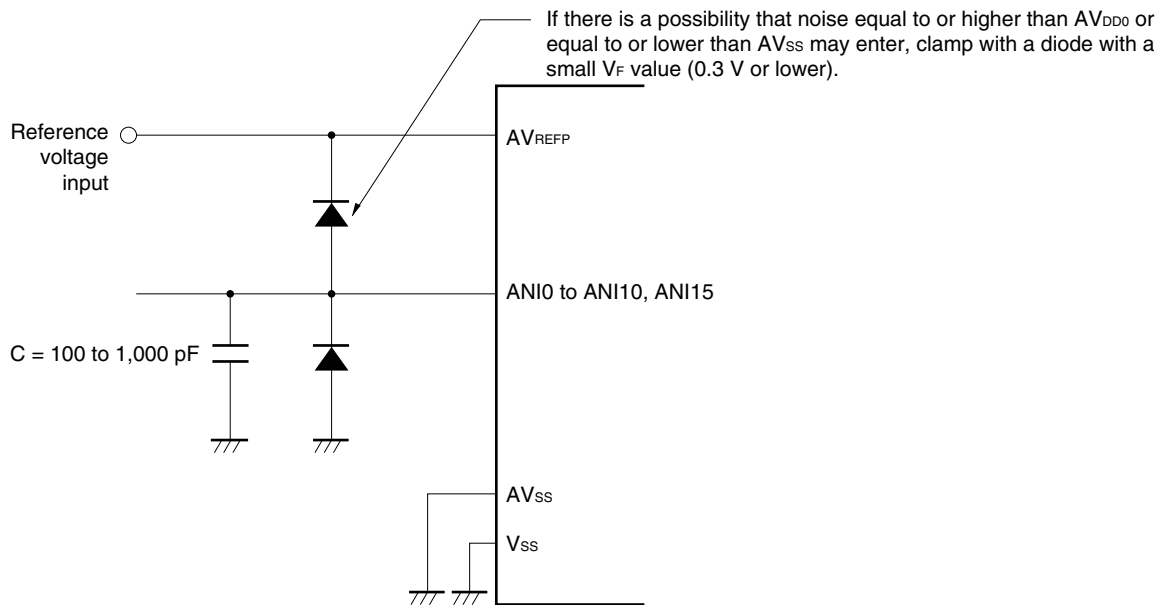 If there is a possibility that noise equal to or higher than AVDD0 or
equal to or lower than AVSS may enter, clamp with a diode with a
small VF value (0.3 V or lower).
Reference
voltage
input
AVREFP
ANI0 to ANI10, ANI15
C = 100 to 1,000 pF
AVSS
VSS